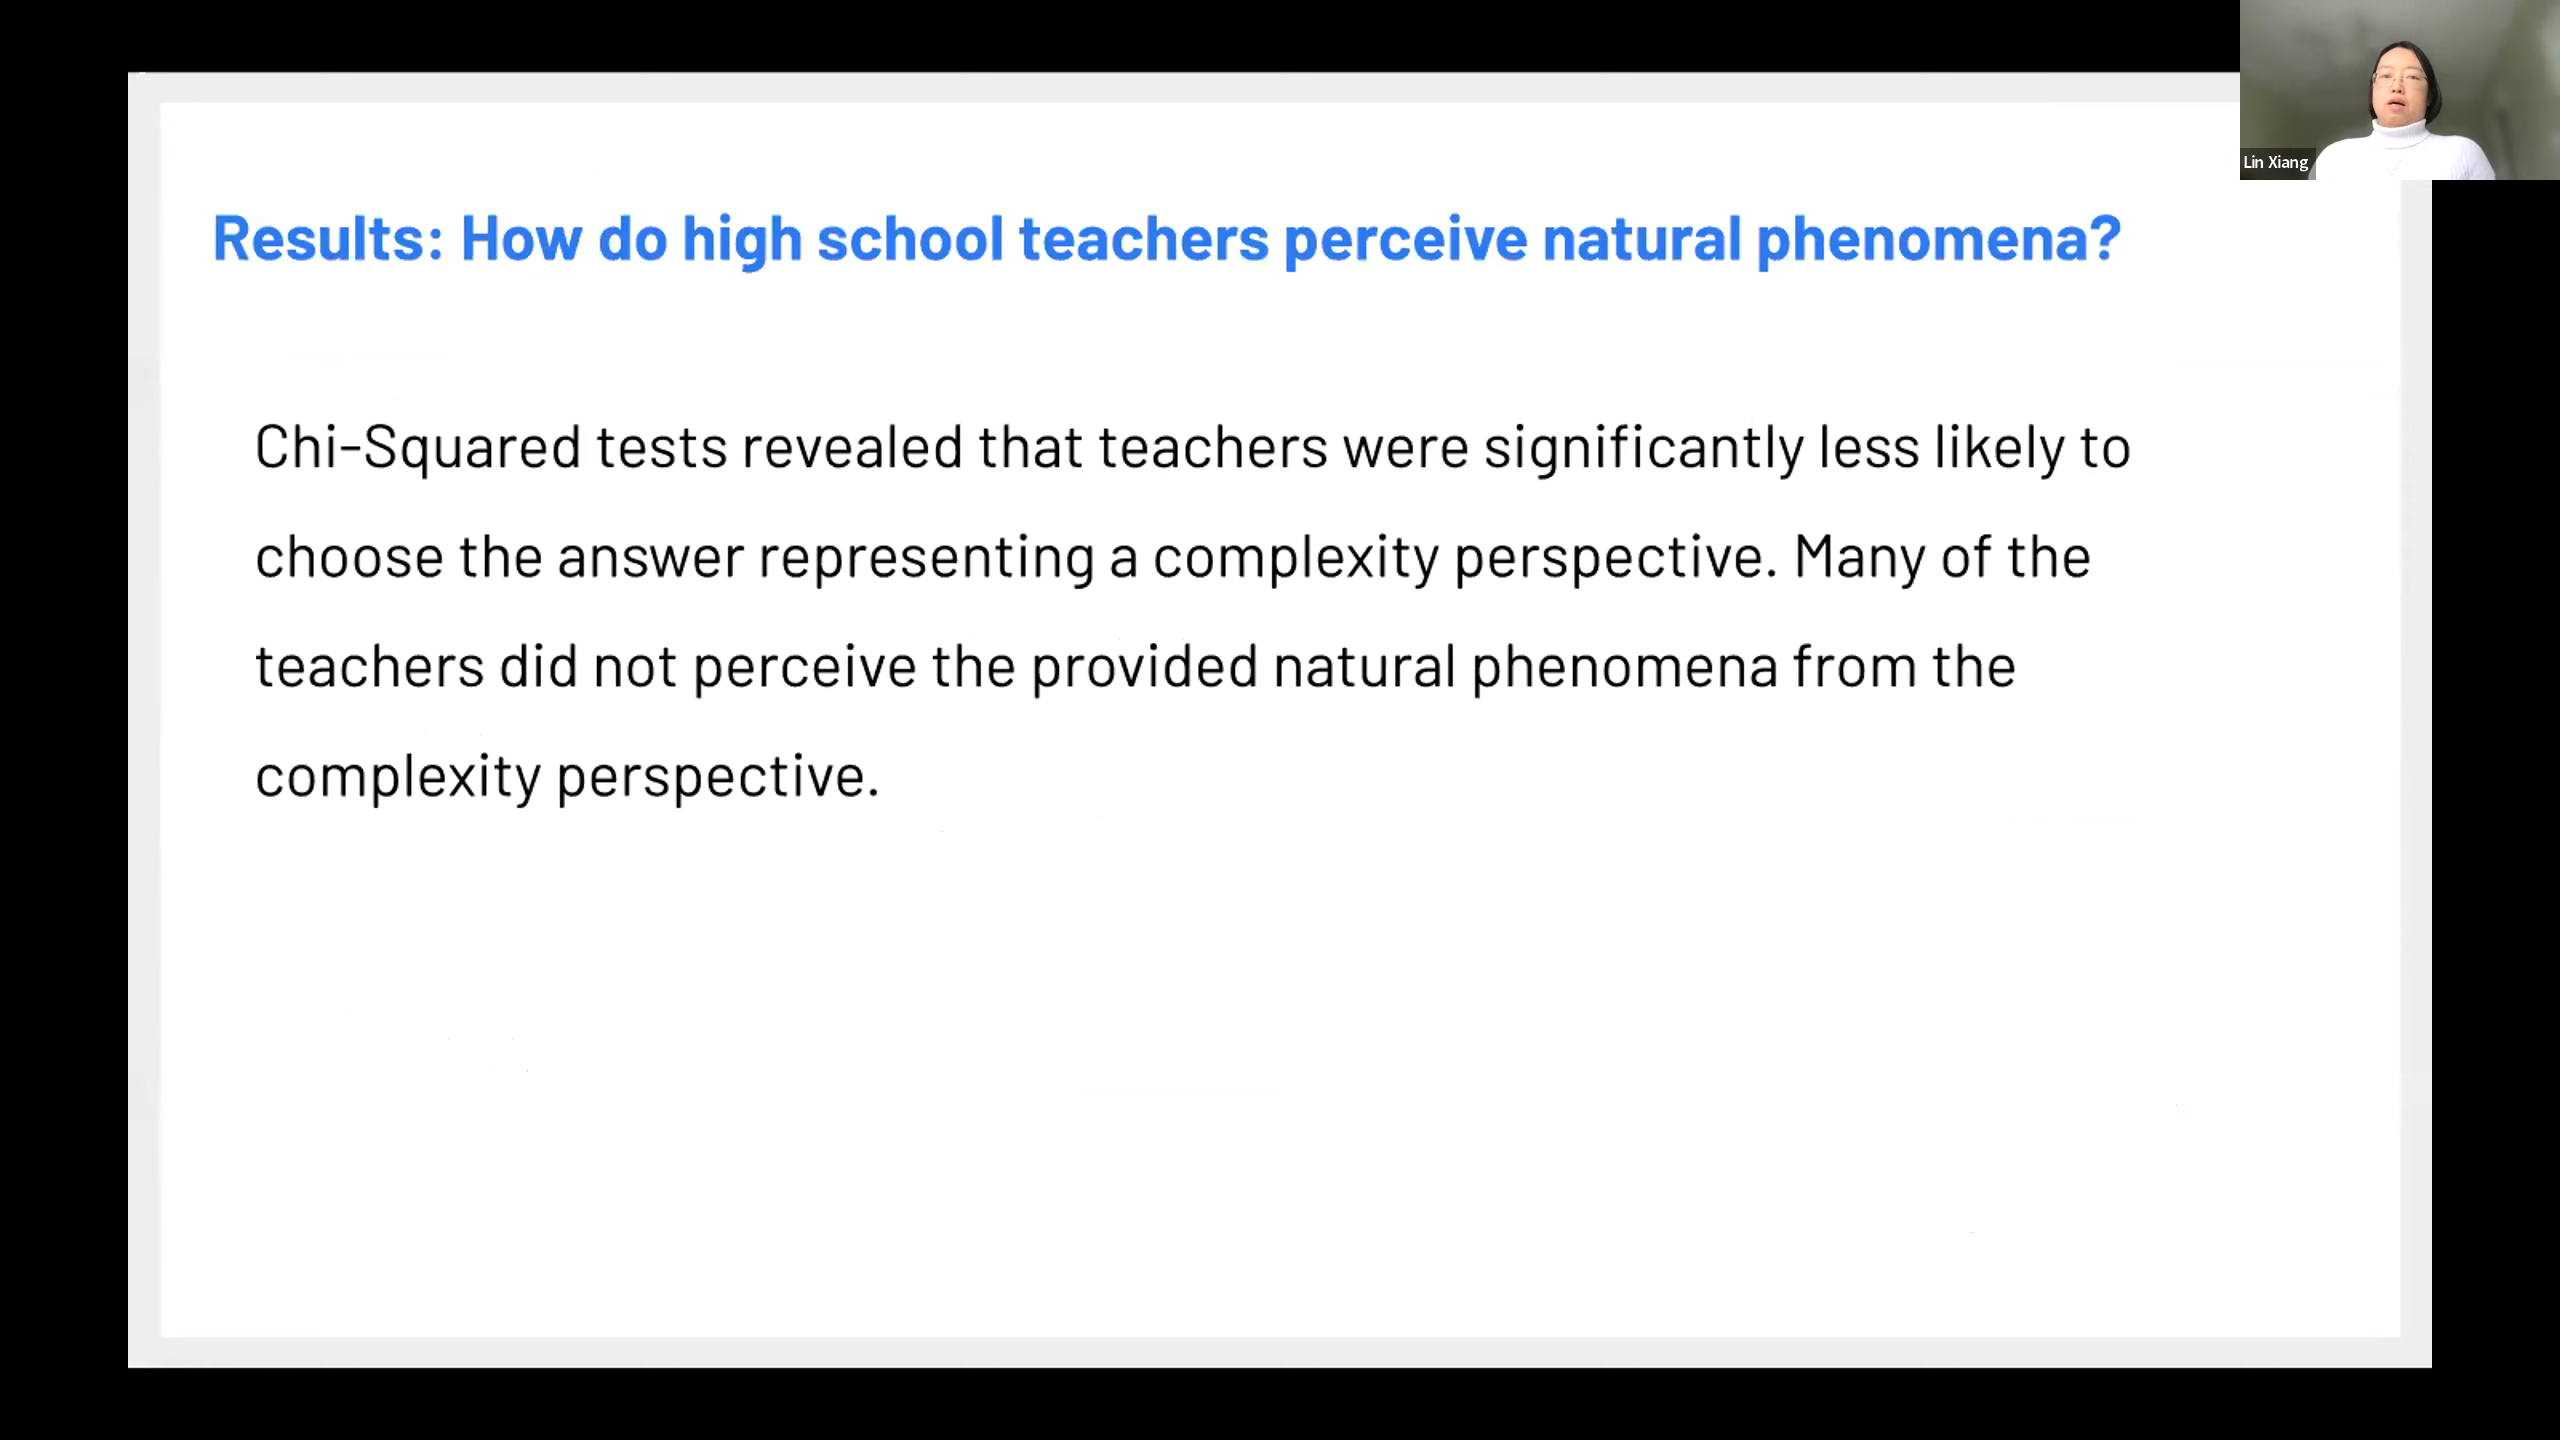 Lin Xiang
Results: How do high school teachers perceive natural phenomena?
Chi-Squared tests revealed that teachers were significantly less likely to
choose the answer representing a complexity perspective. Many of the
teachers did not perceive the provided natural phenomena from the
complexity perspective.